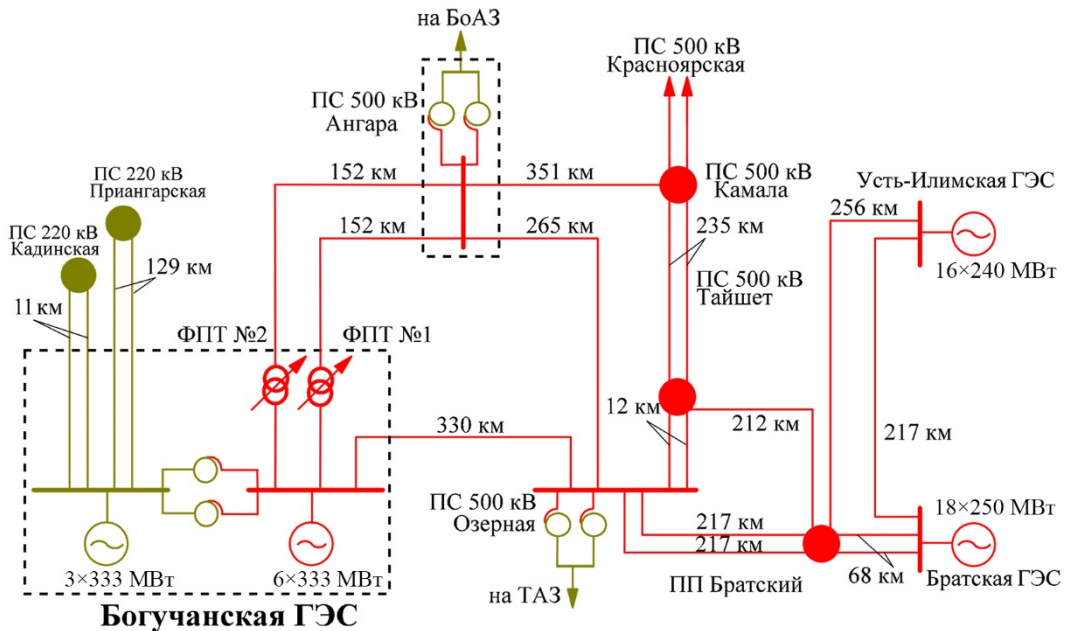 на БоАЗ
ПС 500 кВ
Красноярская
ПС 500 кВ
Ангара
ПС 220 кВ
Приангарская
152 км
351 км
ПС 500 кВ
Камала
Усть-Илимская ГЭС
256 км
ПС 220 кВ
Кадинская
152 км
265 км
235 км
129 км
16×240 МВт
ПС 500 кВ
Тайшет
11 км
ФПТ №2
ФПТ №1
12 км
330 км
212 км
217 км
ПС 500 кВ
Озерная
18×250 МВт
217 км
217 км
68 км
3×333 МВт
6×333 МВт
на ТАЗ
ПП Братский
Братская ГЭС
Богучанская ГЭС